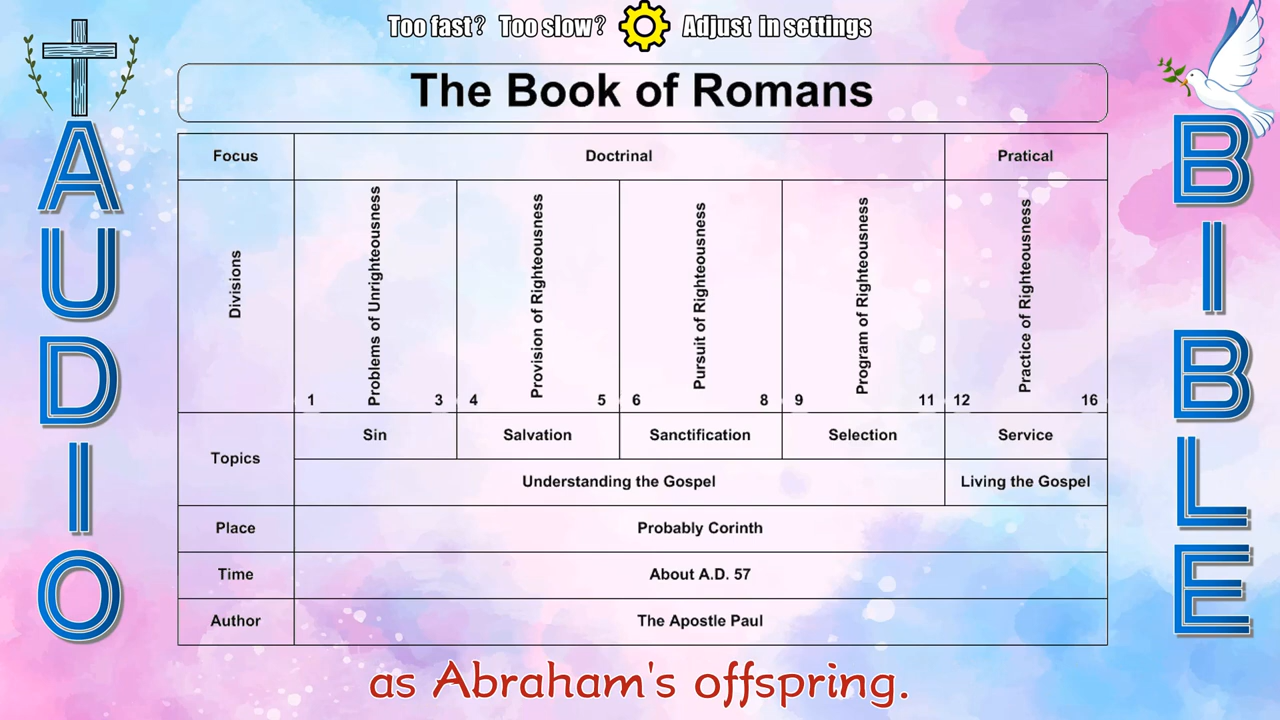 Too fast? Too slow? Adjust in settings
AUDIO
BIBLE
The Book of Romans
Focus Doctrinal Pratical
Divisions
Problems of Unrighteousness
1 3
Provision of Righteousness
4 5
Pursuit of Righteousness
6 8
Program of Righteousness
9 11
Practice of Righteousness
12 16
Topics
Sin Salvation Sanctification Selection Service
Understanding the Gospel Living the Gospel
Place Probably Corinth
Time About A.D. 57
Author The Apostle Paul
as Abraham's offspring.